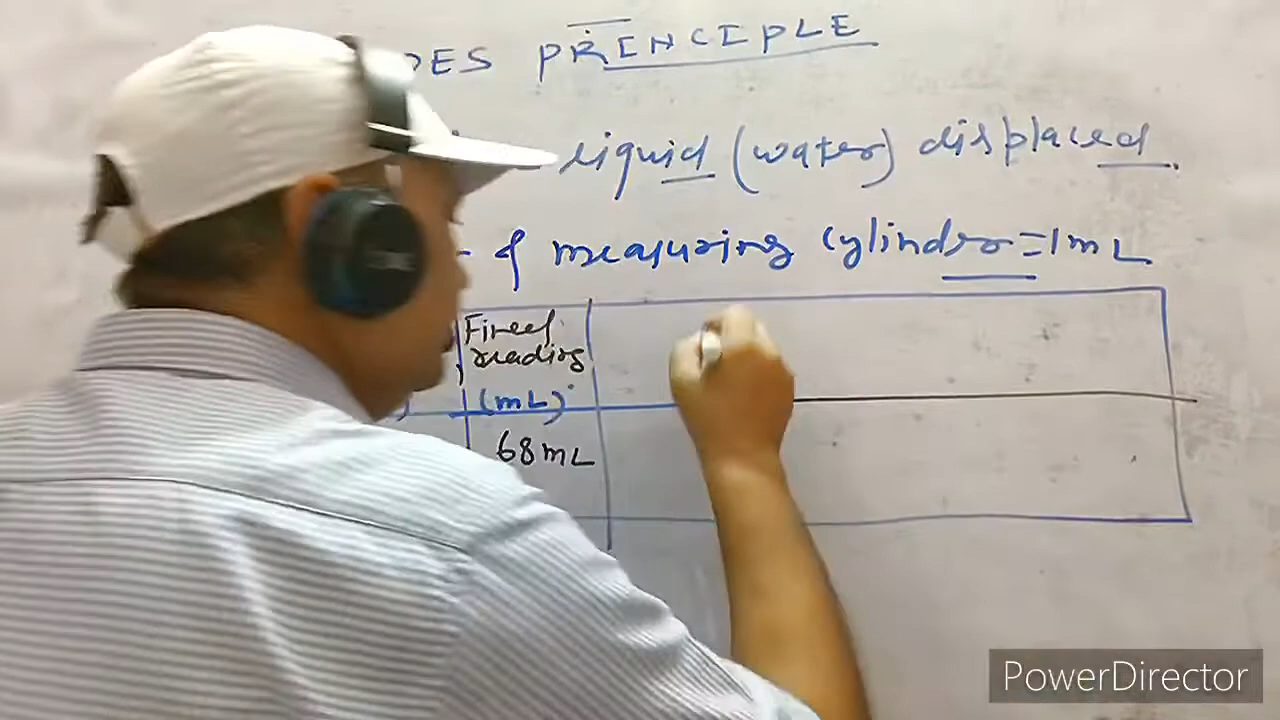 DES PRINCIPLE
liquid (water) displaced.
of measuring cylinder = 1mL
Final
reading
(mL)
68mL
PowerDirector